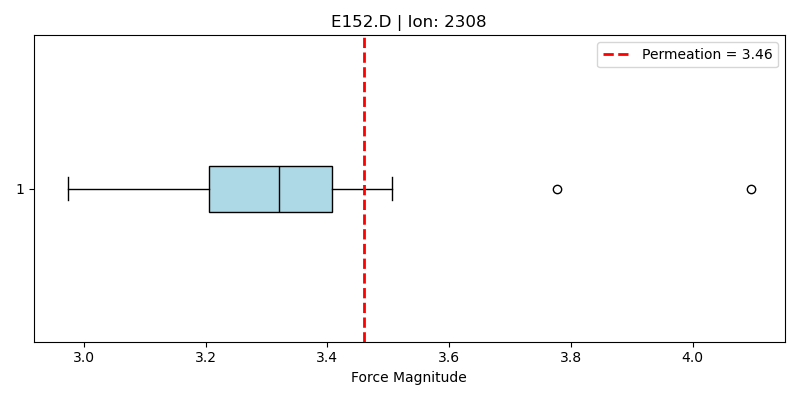 E152.D | Ion: 2308
Permeation = 3.46
1
3.0 3.2 3.4 3.6 3.8 4.0
Force Magnitude